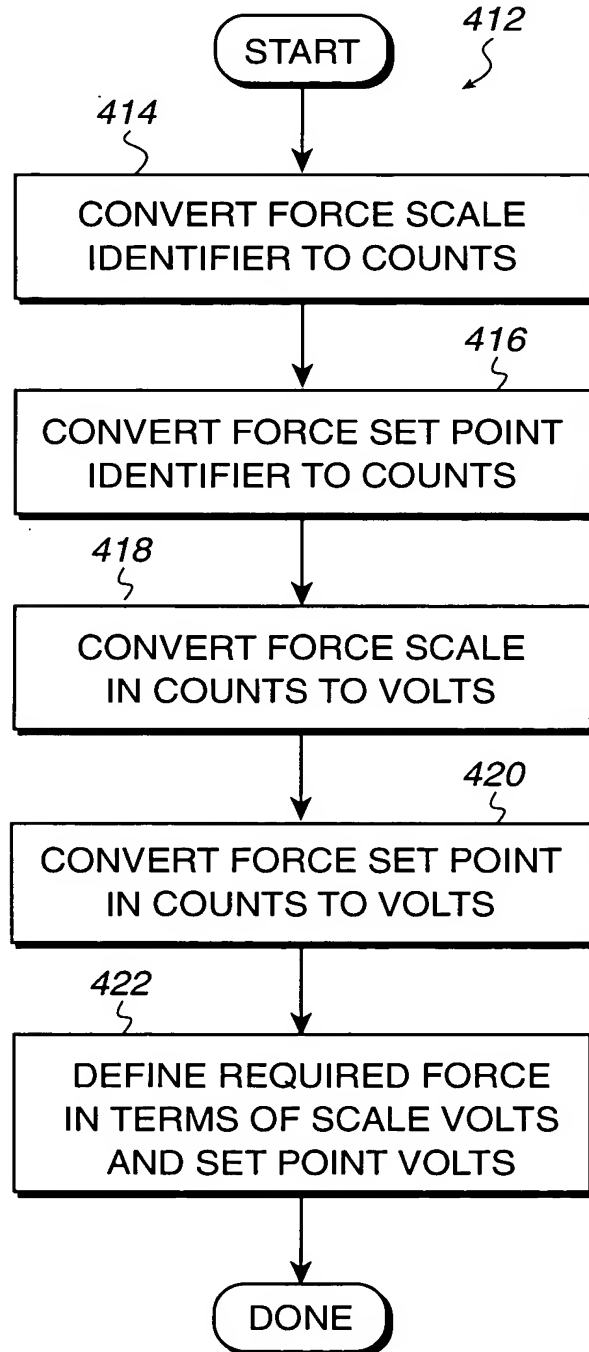 START
412
414
CONVERT FORCE SCALE
IDENTIFIER TO COUNTS
416
CONVERT FORCE SET POINT
IDENTIFIER TO COUNTS
418
CONVERT FORCE SCALE
IN COUNTS TO VOLTS
420
CONVERT FORCE SET POINT
IN COUNTS TO VOLTS
422
DEFINE REQUIRED FORCE
IN TERMS OF SCALE VOLTS
AND SET POINT VOLTS
DONE